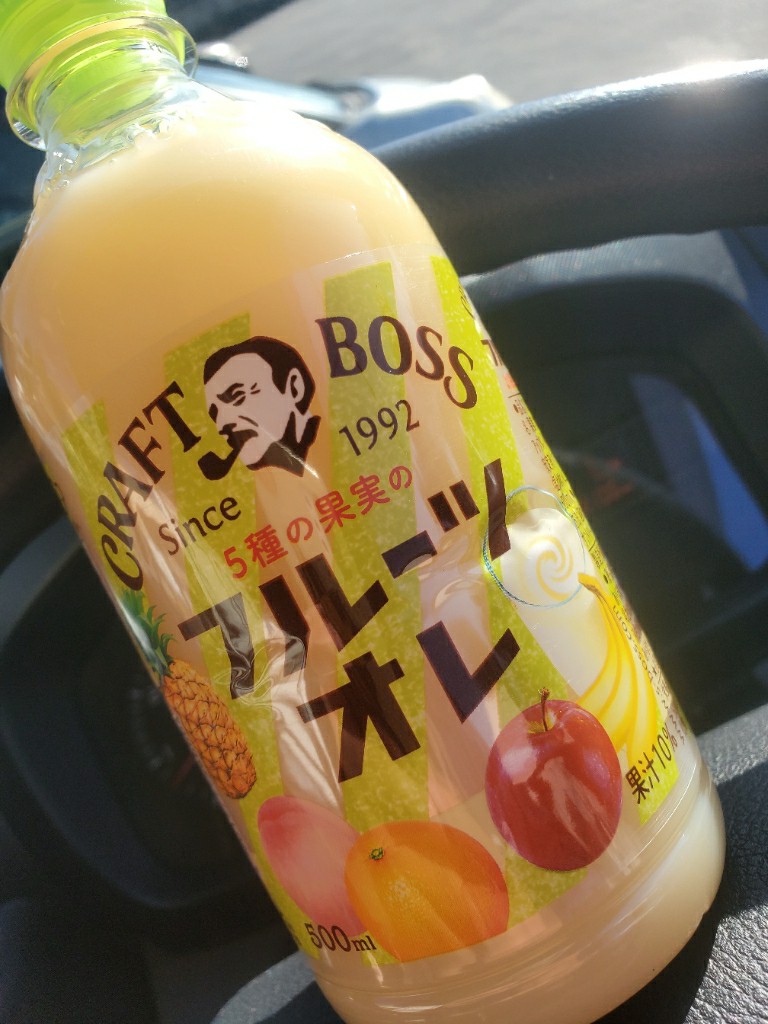 CRAFT BOSS
Since 1992
5種の果実の
フルーツ
オレ
果汁10%
500ml